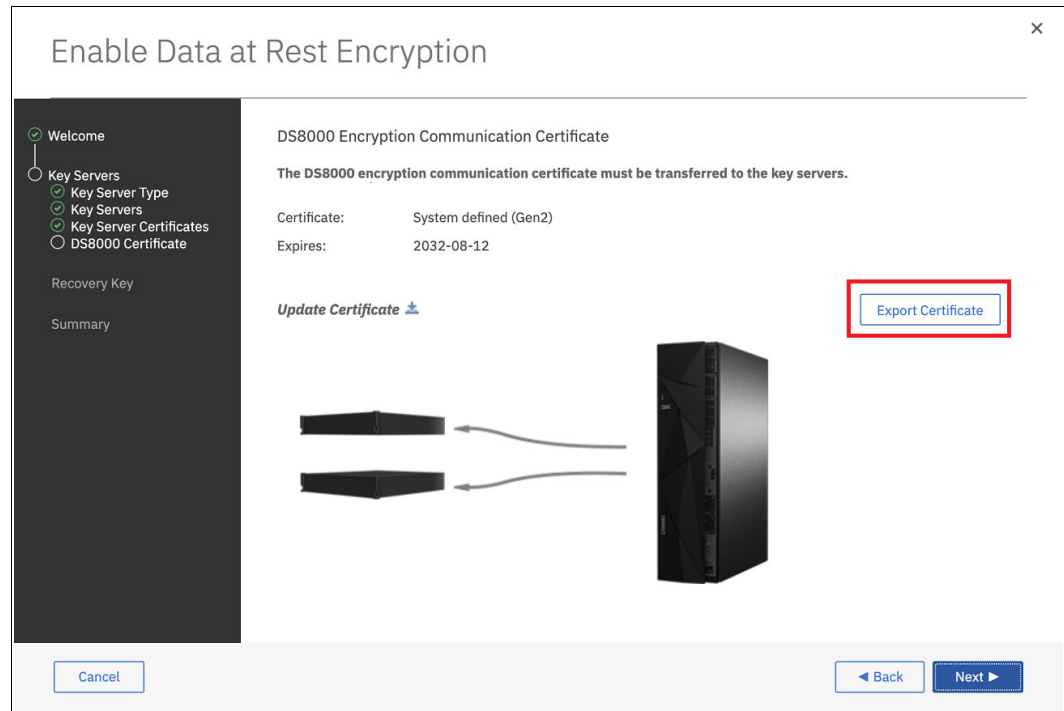 Enable Data at Rest Encryption
Welcome
Key Servers
Key Server Type
Key Servers
Key Server Certificates
DS8000 Certificate
Recovery Key
Summary
DS8000 Encryption Communication Certificate
The DS8000 encryption communication certificate must be transferred to the key servers.
Certificate: System defined (Gen2)
Expires: 2032-08-12
Update Certificate
Export Certificate
Cancel
Back
Next